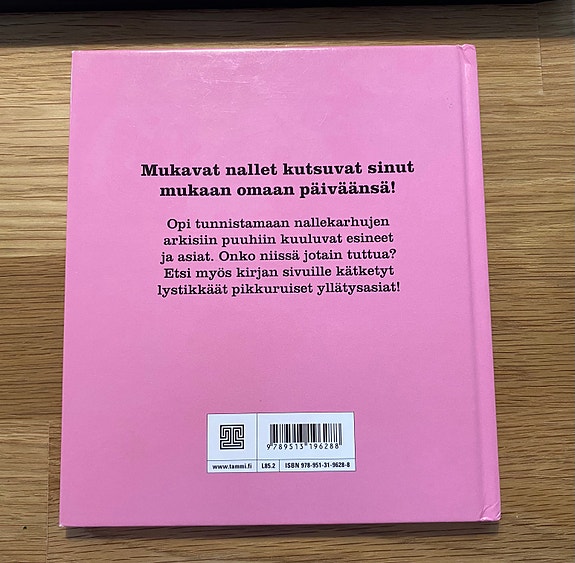 Mukavat nallet kutsuvat sinut
mukaan omaan päiväänsä!
Opi tunnistamaan nallekarhujen
arkisiin puuhiin kuuluvat esineet
ja asiat. Onko niissä jotain tuttua?
Etsi myös kirjan sivuille kätketyt
lystikkäät pikkuruiset yllätysasiat!
9789513196288
www.tammi.fi L85.2 ISBN 978-951-31-9628-8